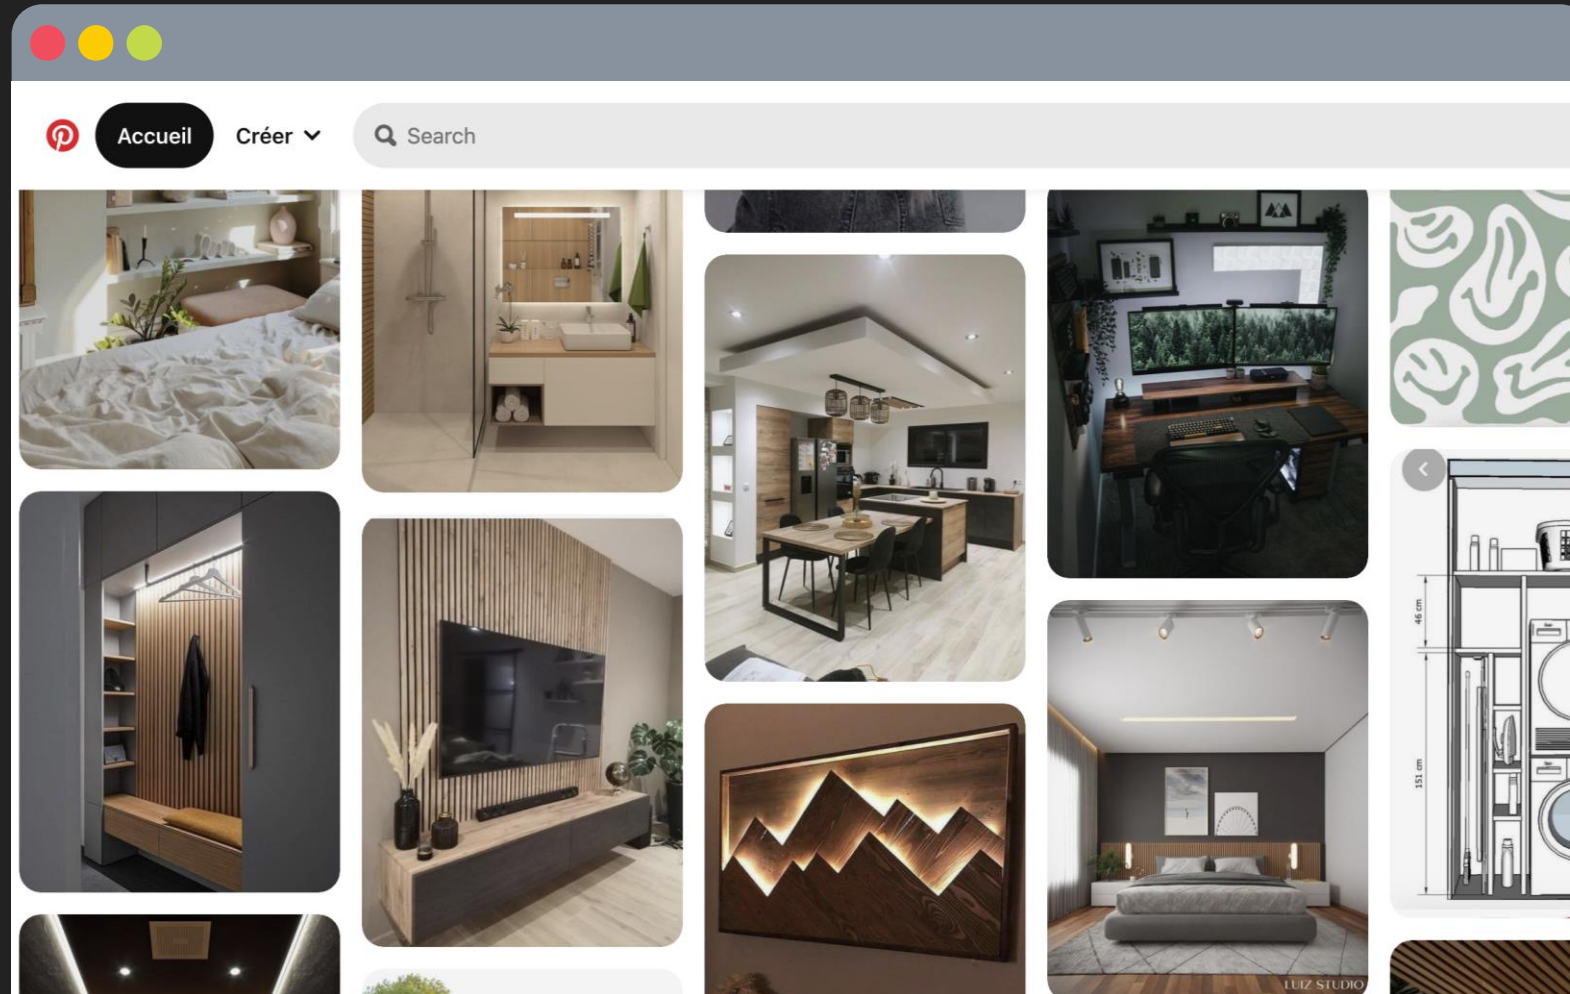 Accueil
Créer
Search
46 cm
151 cm
LUIZ STUDIO